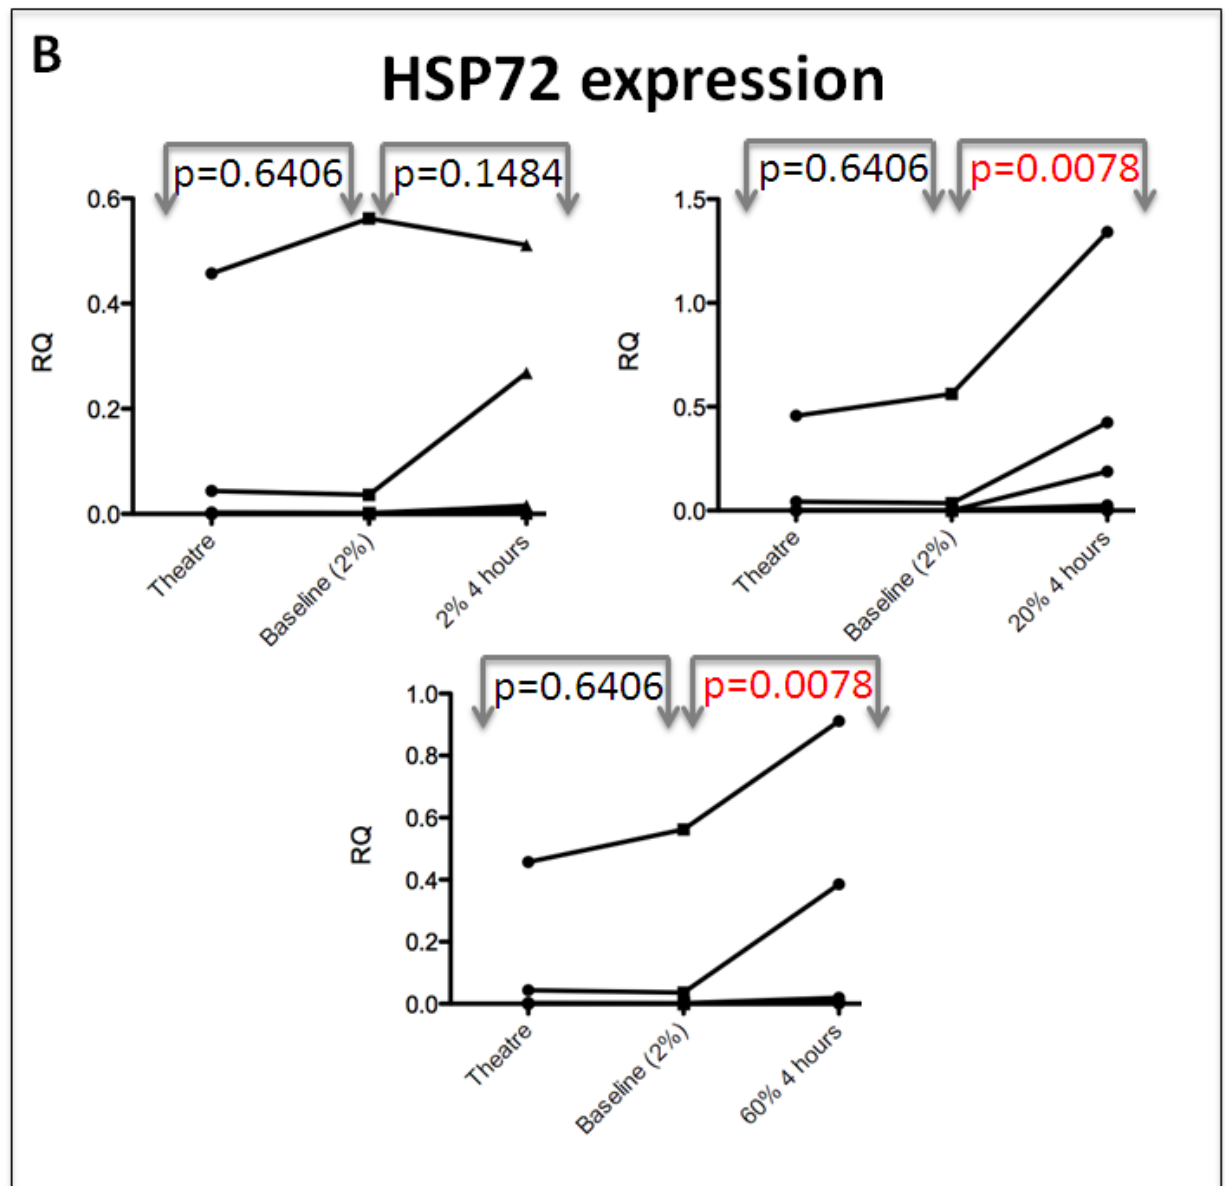 B
HSP72 expression
p=0.6406
p=0.1484
0.6
0.4
0.2
0.0
RQ
Theatre
Baseline (2%)
2% 4 hours
p=0.6406
p=0.0078
1.5
1.0
0.5
0.0
RQ
Theatre
Baseline (2%)
20% 4 hours
p=0.6406
p=0.0078
1.0
0.8
0.6
0.4
0.2
0.0
RQ
Theatre
Baseline (2%)
60% 4 hours